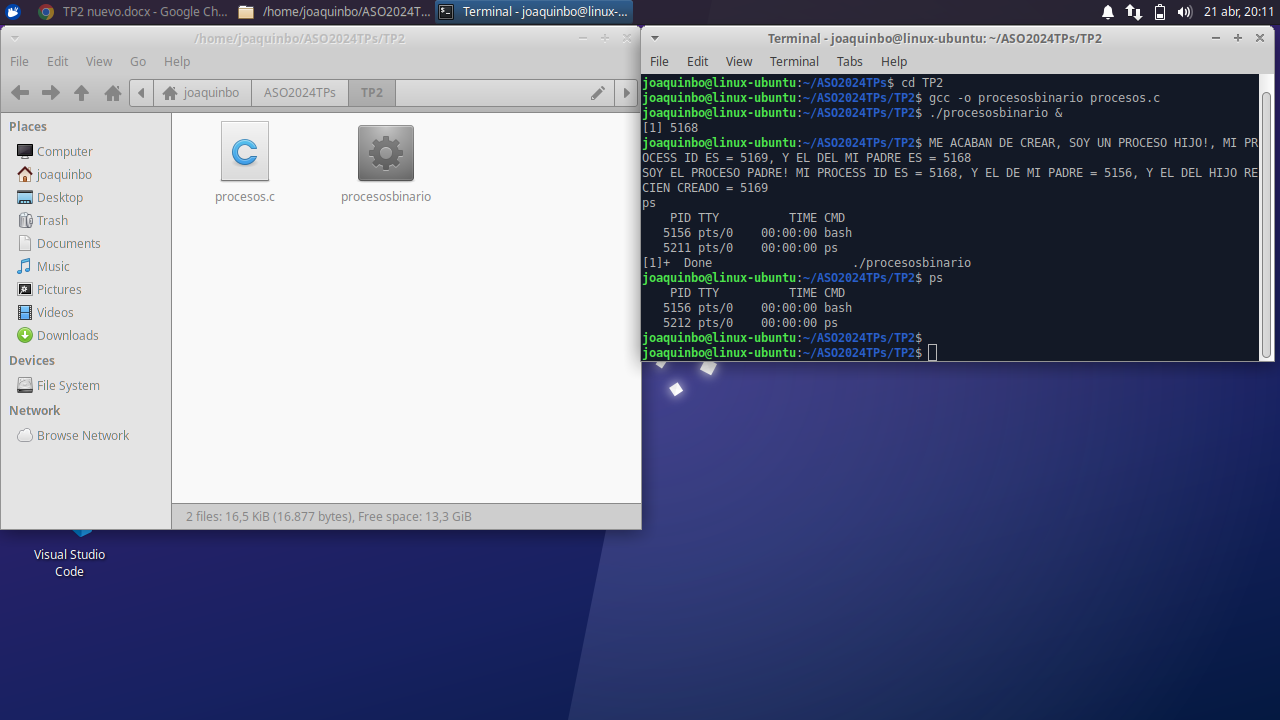 TP2 nuevo.docx - Google Ch...
/home/joaquinbo/ASO2024T...
Terminal - joaquinbo@linux-...
21 abr, 20:11
/home/joaquinbo/ASO2024TPs/TP2
File Edit View Go Help
joaquinbo ASO2024TPs TP2
Places
Computer
joaquinbo
Desktop
Trash
Documents
Music
Pictures
Videos
Downloads
Devices
File System
Network
Browse Network
procesos.c
procesosbinario
2 files: 16,5 KiB (16.877 bytes), Free space: 13,3 GiB
Terminal - joaquinbo@linux-ubuntu: ~/ASO2024TPs/TP2
File Edit View Terminal Tabs Help
joaquinbo@linux-ubuntu:~/ASO2024TPs$ cd TP2
joaquinbo@linux-ubuntu:~/ASO2024TPs/TP2$ gcc -o procesosbinario procesos.c
joaquinbo@linux-ubuntu:~/ASO2024TPs/TP2$ ./procesosbinario &
[1] 5168
joaquinbo@linux-ubuntu:~/ASO2024TPs/TP2$ ME ACABAN DE CREAR, SOY UN PROCESO HIJO!, MI PR
OCESS ID ES = 5169, Y EL DEL MI PADRE ES = 5168
SOY EL PROCESO PADRE! MI PROCESS ID ES = 5168, Y EL DE MI PADRE = 5156, Y EL DEL HIJO RE
CIEN CREADO = 5169
ps
PID TTY TIME CMD
5156 pts/0 00:00:00 bash
5211 pts/0 00:00:00 ps
[1]+ Done ./procesosbinario
joaquinbo@linux-ubuntu:~/ASO2024TPs/TP2$ ps
PID TTY TIME CMD
5156 pts/0 00:00:00 bash
5212 pts/0 00:00:00 ps
joaquinbo@linux-ubuntu:~/ASO2024TPs/TP2$
joaquinbo@linux-ubuntu:~/ASO2024TPs/TP2$
Visual Studio
Code